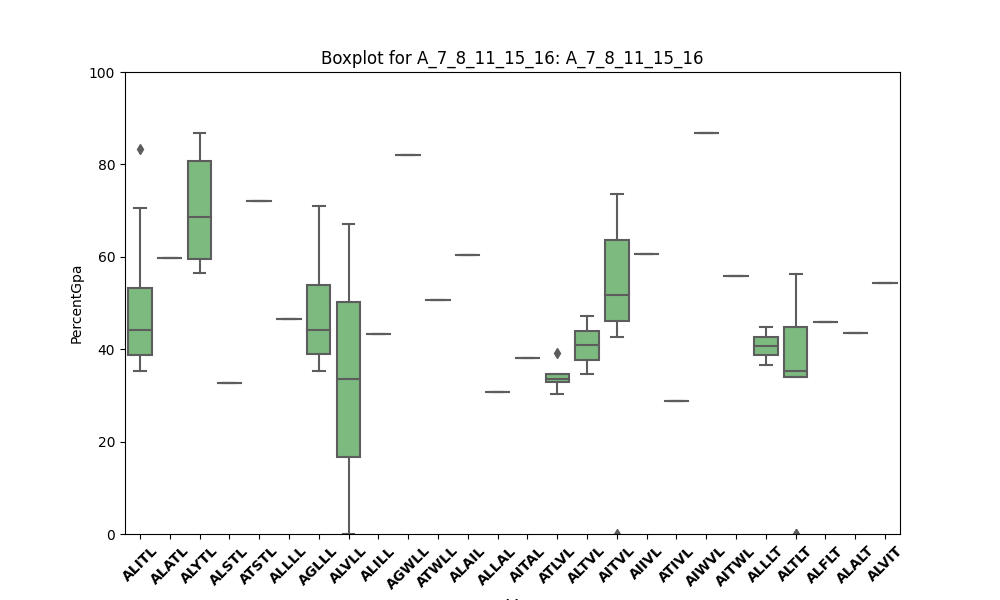 Boxplot for A_7_8_11_15_16: A_7_8_11_15_16
PercentGpa
100
80
60
40
20
0
ALITL ALATL ALYTL ALSTL ATSTL ALLLL AGLLL ALVLL ALILL AGWLL ATWLL ALAIL ALLAL AITAL ATLVL ALTVL AITVL AIIVL ATIVL AIWVL AITWL ALLLT ALTLT ALFLT ALALT ALVIT